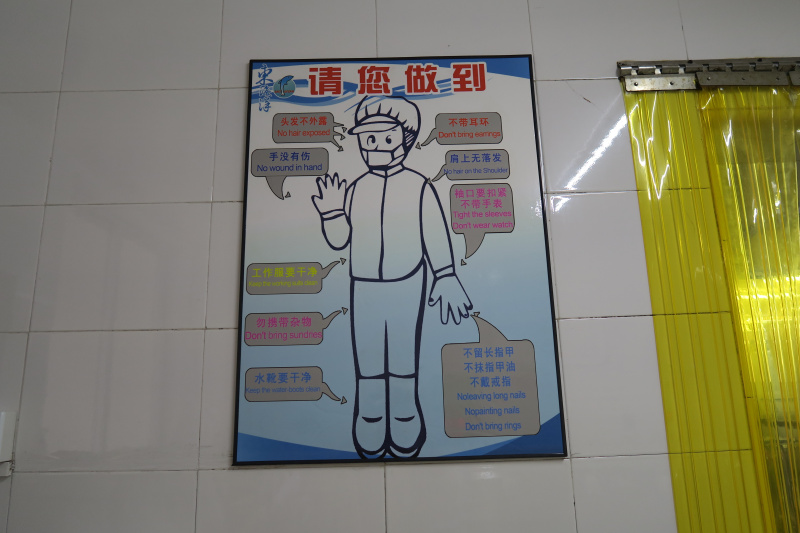 请您做到
头发不外露
No hair exposed
不带耳环
Don't bring earrings
手没有伤
No wound in hand
肩上无落发
No hair on the Shoulder
袖口要扣紧
不带手表
Tight the sleeves
Don't wear watch
工作服要干净
Keep the working suits clean
勿携带杂物
Don't bring sundries
水靴要干净
Keep the water boots clean
不留长指甲
不抹指甲油
不戴戒指
Noleaving long nails
Nopainting nails
Don't bring rings